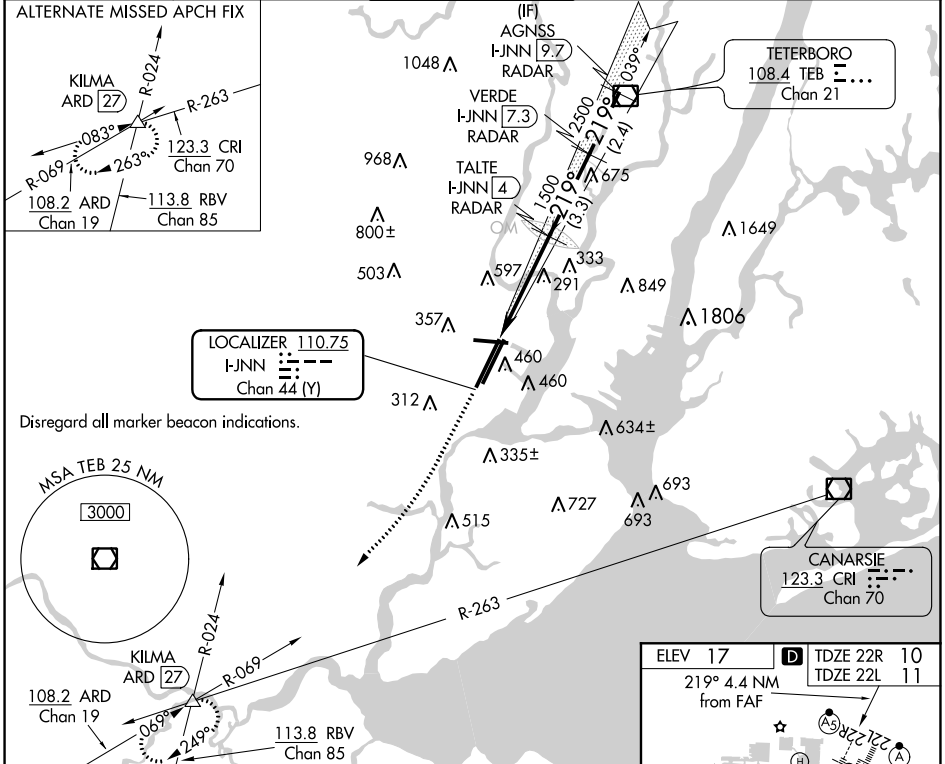 ALTERNATE MISSED APCH FIX
KILMA
ARD 27
R-024
R-263
083°
263°
R-069
123.3 CRI
Chan 70
108.2 ARD
Chan 19
113.8 RBV
Chan 85
(IF)
AGNSS
I-JNN 9.7
RADAR
039°
TETERBORO
108.4 TEB
Chan 21
1048
VERDE
I-JNN 7.3
RADAR
2500
219°
(2.4)
968
675
TALTE
I-JNN 4
RADAR
1500
219°
(3.3)
OM
800±
1649
503
597
333
291
849
357
1806
LOCALIZER 110.75
I-JNN
Chan 44 (Y)
460
460
312
Disregard all marker beacon indications.
634±
335±
MSA TEB 25 NM
3000
727
693
693
515
CANARSIE
123.3 CRI
Chan 70
R-263
R-024
KILMA
ARD 27
R-069
108.2 ARD
Chan 19
069°
249°
113.8 RBV
Chan 85
ELEV 17
D
TDZE 22R 10
TDZE 22L 11
219° 4.4 NM
from FAF
A5
22R
22L
A
H